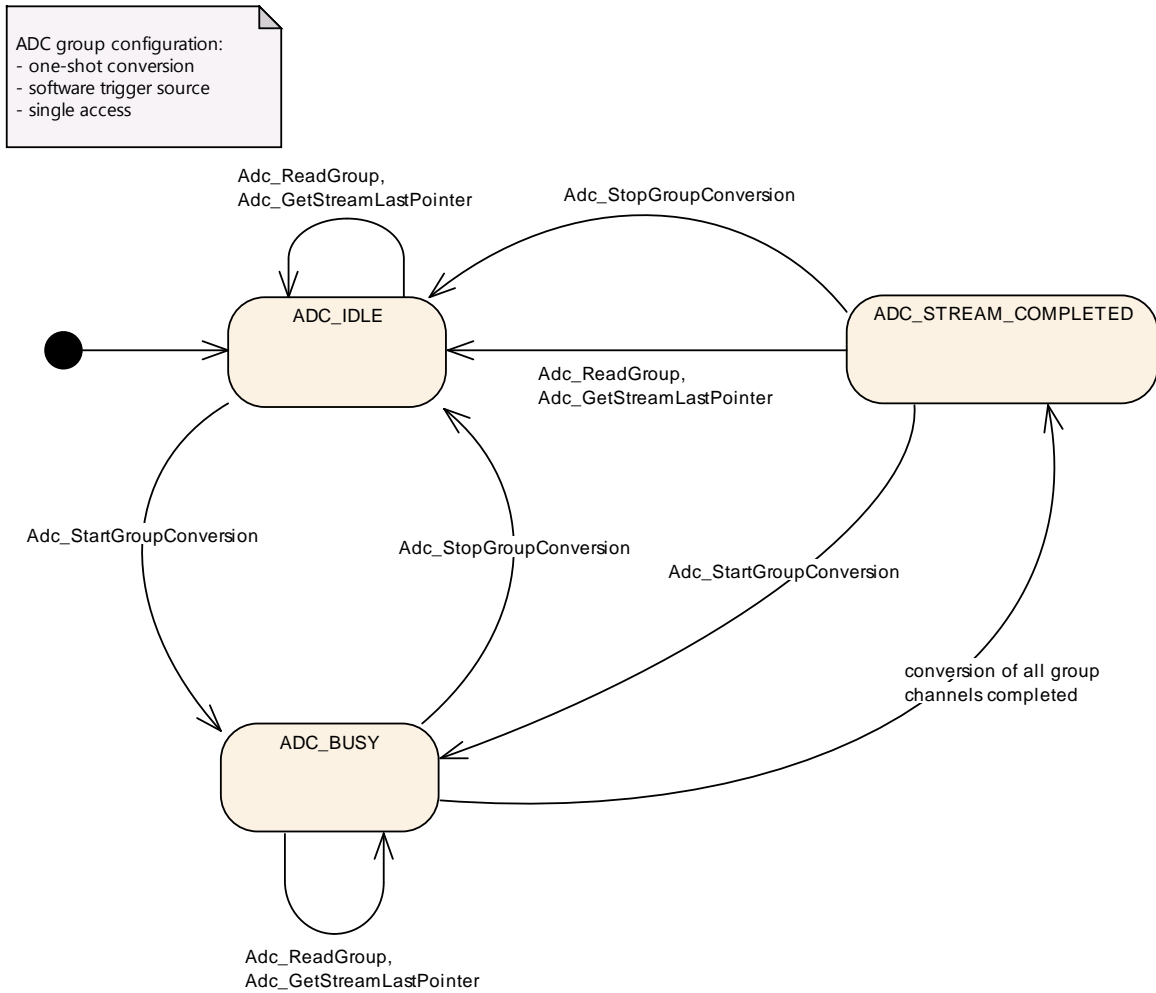 ADC group configuration:
- one-shot conversion
- software trigger source
- single access
Adc_ReadGroup,
Adc_GetStreamLastPointer
Adc_StopGroupConversion
ADC_IDLE
ADC_STREAM_COMPLETED
Adc_ReadGroup,
Adc_GetStreamLastPointer
Adc_StartGroupConversion
Adc_StopGroupConversion
Adc_StartGroupConversion
conversion of all group
channels completed
ADC_BUSY
Adc_ReadGroup,
Adc_GetStreamLastPointer